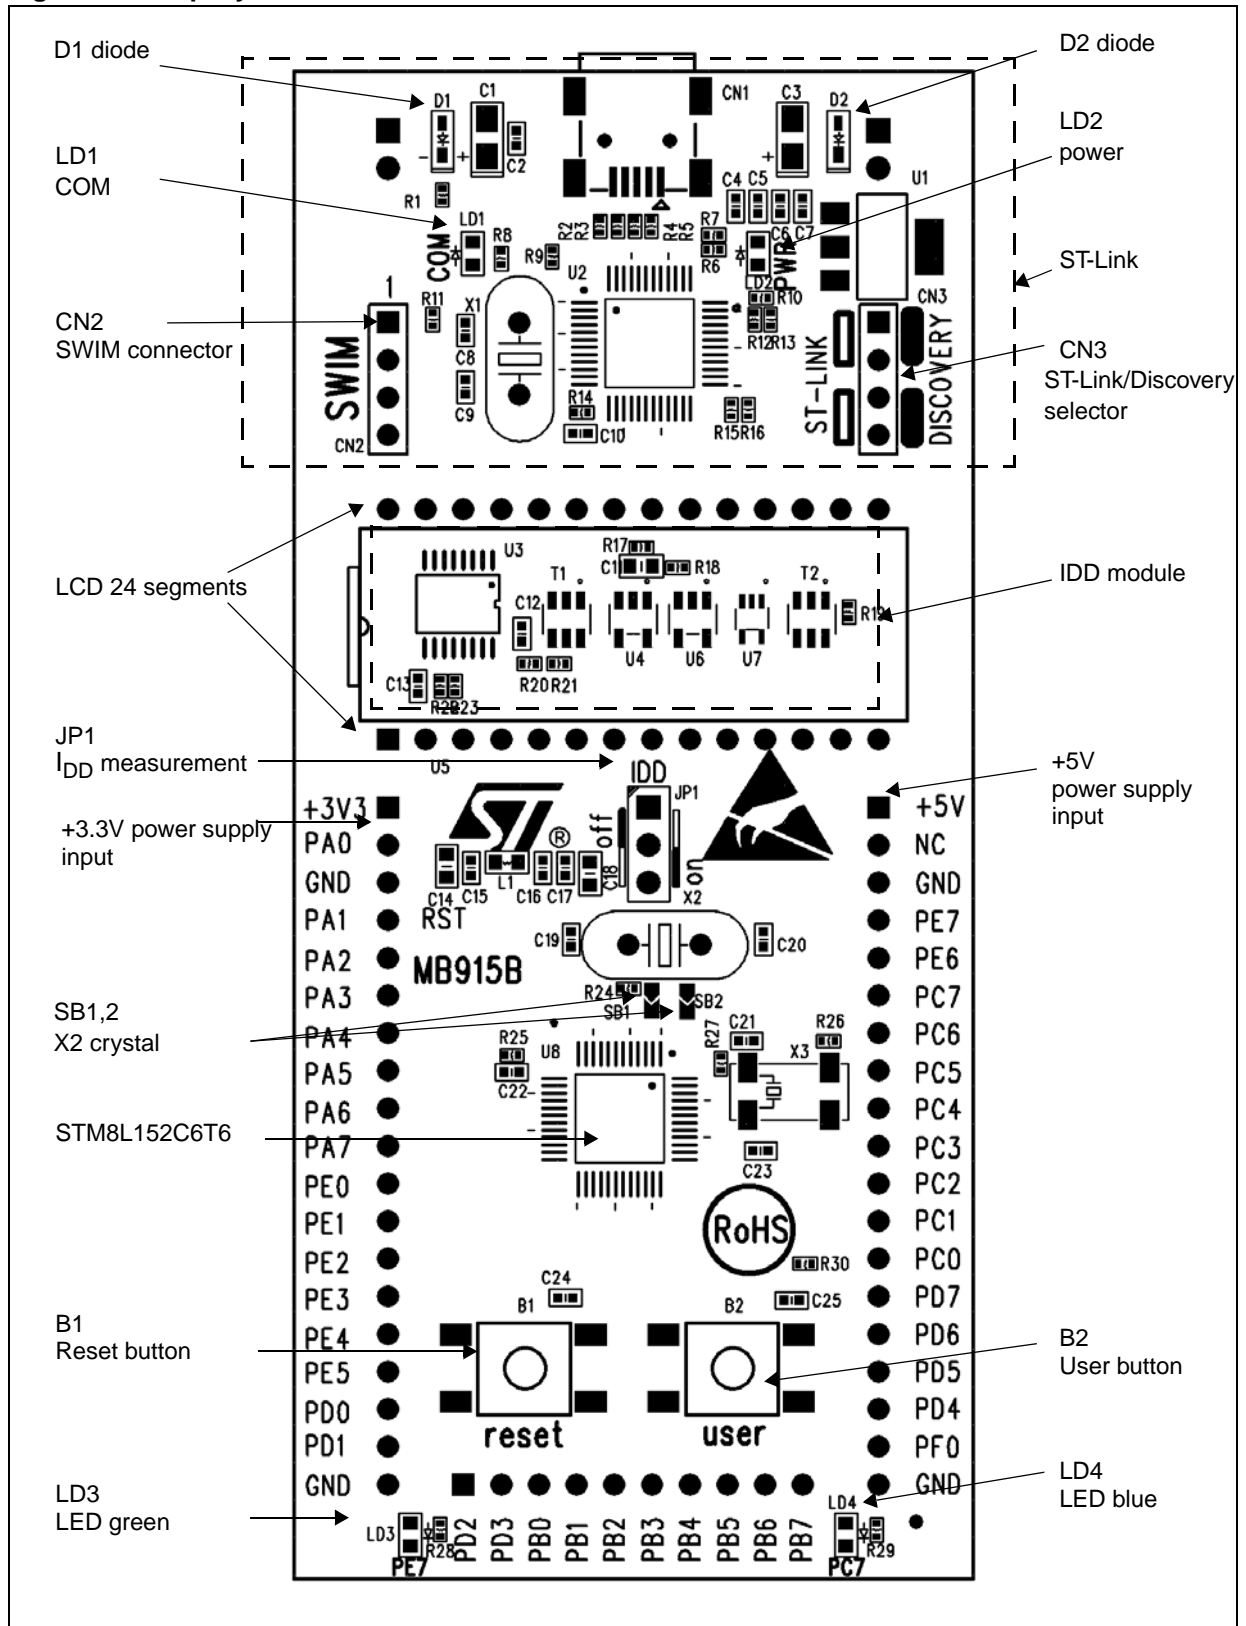 D1 diode
D2 diode
LD1
COM
LD2
power
ST-Link
CN2
SWIM connector
CN3
ST-Link/Discovery
selector
LCD 24 segments
IDD module
JP1
IDD measurement
+5V
power supply
input
+3.3V power supply
input
SB1,2
X2 crystal
STM8L152C6T6
B1
Reset button
B2
User button
LD3
LED green
LD4
LED blue
D1
C1
CN1
C3
D2
C2
R1
C4
C5
U1
LD1
COM
R8
R9
R2
R3
R4
R5
R7
R6
C6
C7
PWR
LD2
R10
U2
1
R11
X1
CN3
SWIM
C8
C9
R12
R13
ST-LINK
DISCOVERY
R14
C10
R15
R16
CN2
U3
R17
C1
R18
T1
T2
C12
R19
U4
U6
U7
C13
R20
R21
R23
U5
IDD
JP1
off
on
®
C14
C15
L1
C16
C17
C18
X2
RST
C19
C20
MB915B
R24
SB1
SB2
R25
U8
C22
R27
C21
R26
X3
C23
RoHS
R30
C24
B1
B2
C25
reset
user
+3V3
PA0
GND
PA1
PA2
PA3
PA4
PA5
PA6
PA7
PE0
PE1
PE2
PE3
PE4
PE5
PD0
PD1
GND
+5V
NC
GND
PE7
PE6
PC7
PC6
PC5
PC4
PC3
PC2
PC1
PC0
PD7
PD6
PD5
PD4
PF0
GND
LD3
R28
PE7
PD2
PD3
PB0
PB1
PB2
PB3
PB4
PB5
PB6
PB7
LD4
R29
PC7